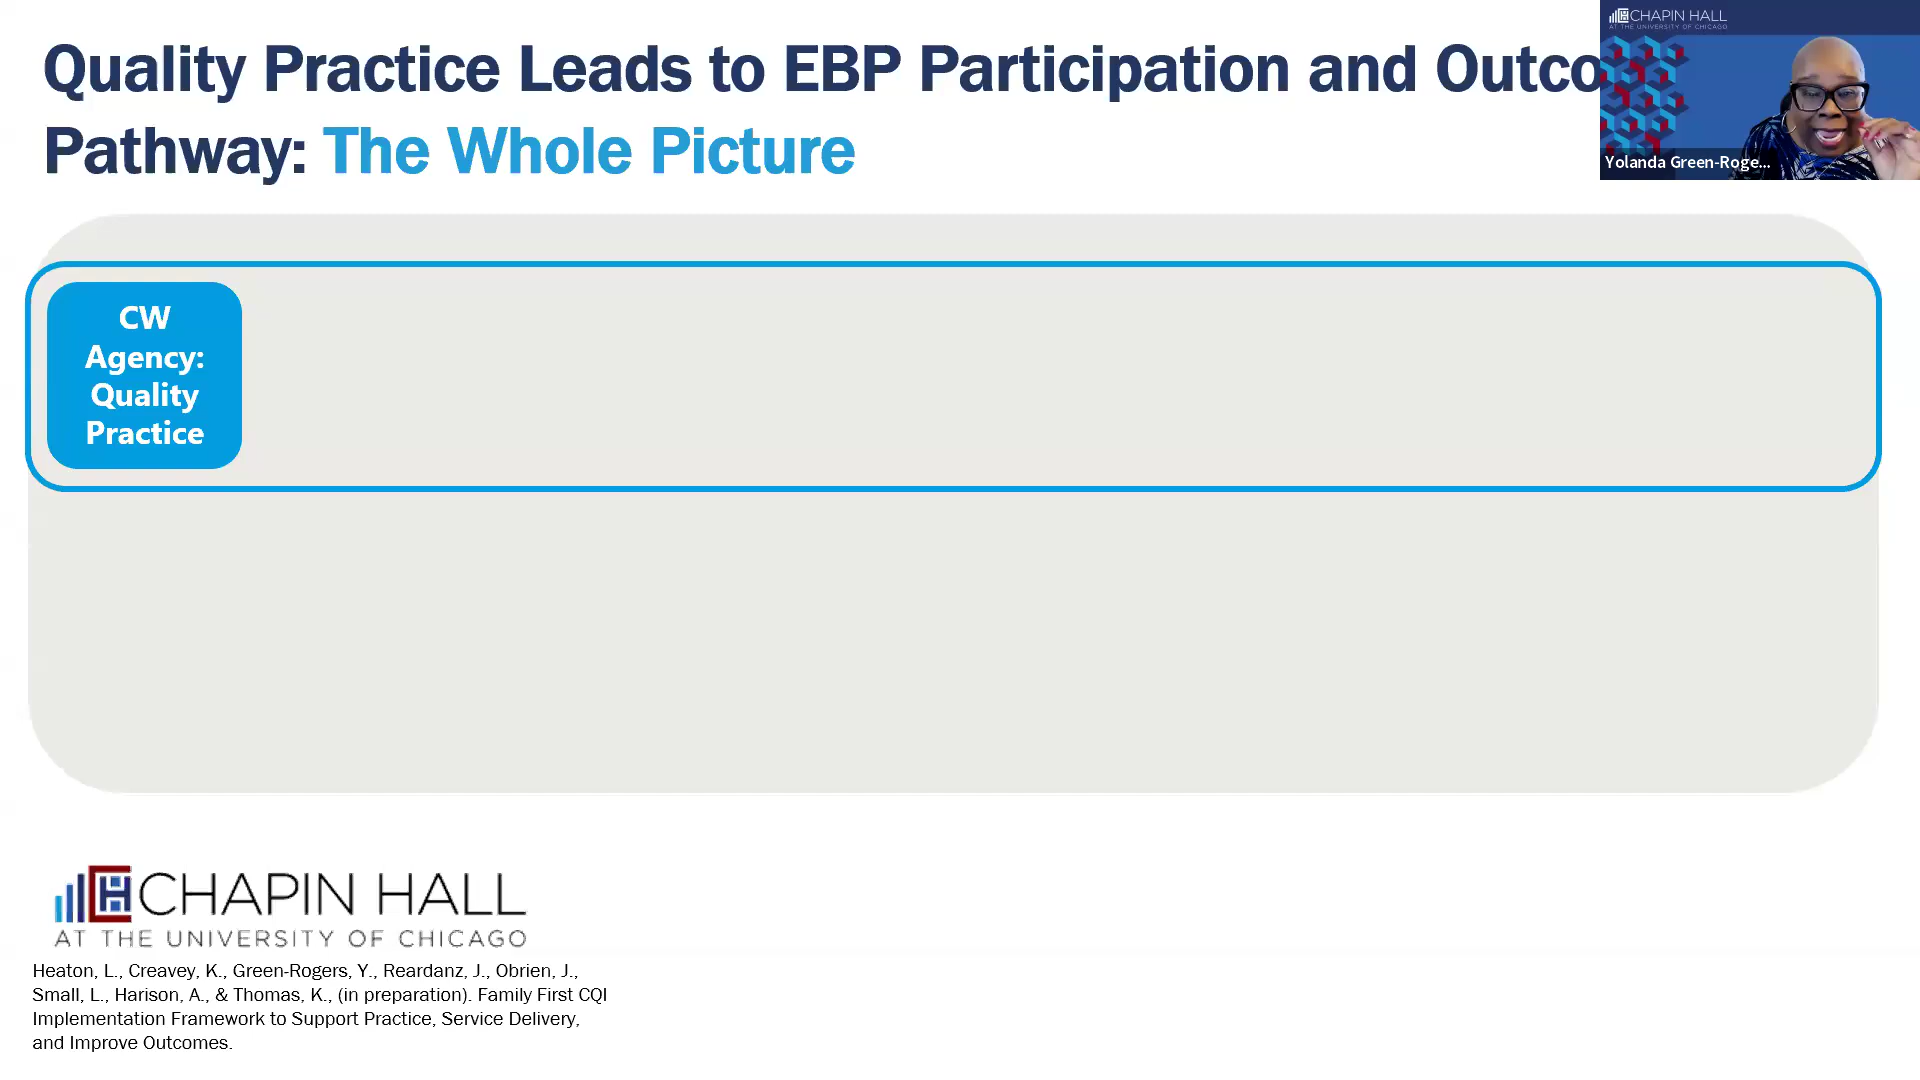 Quality Practice Leads to EBP Participation and Outco
Pathway: The Whole Picture
CHAPIN HALL
AT THE UNIVERSITY OF CHICAGO
Yolanda Green-Roge...
CW
Agency:
Quality
Practice
CHAPIN HALL
AT THE UNIVERSITY OF CHICAGO
Heaton, L., Creavey, K., Green-Rogers, Y., Reardanz, J., Obrien, J.,
Small, L., Harison, A., & Thomas, K., (in preparation). Family First CQI
Implementation Framework to Support Practice, Service Delivery,
and Improve Outcomes.